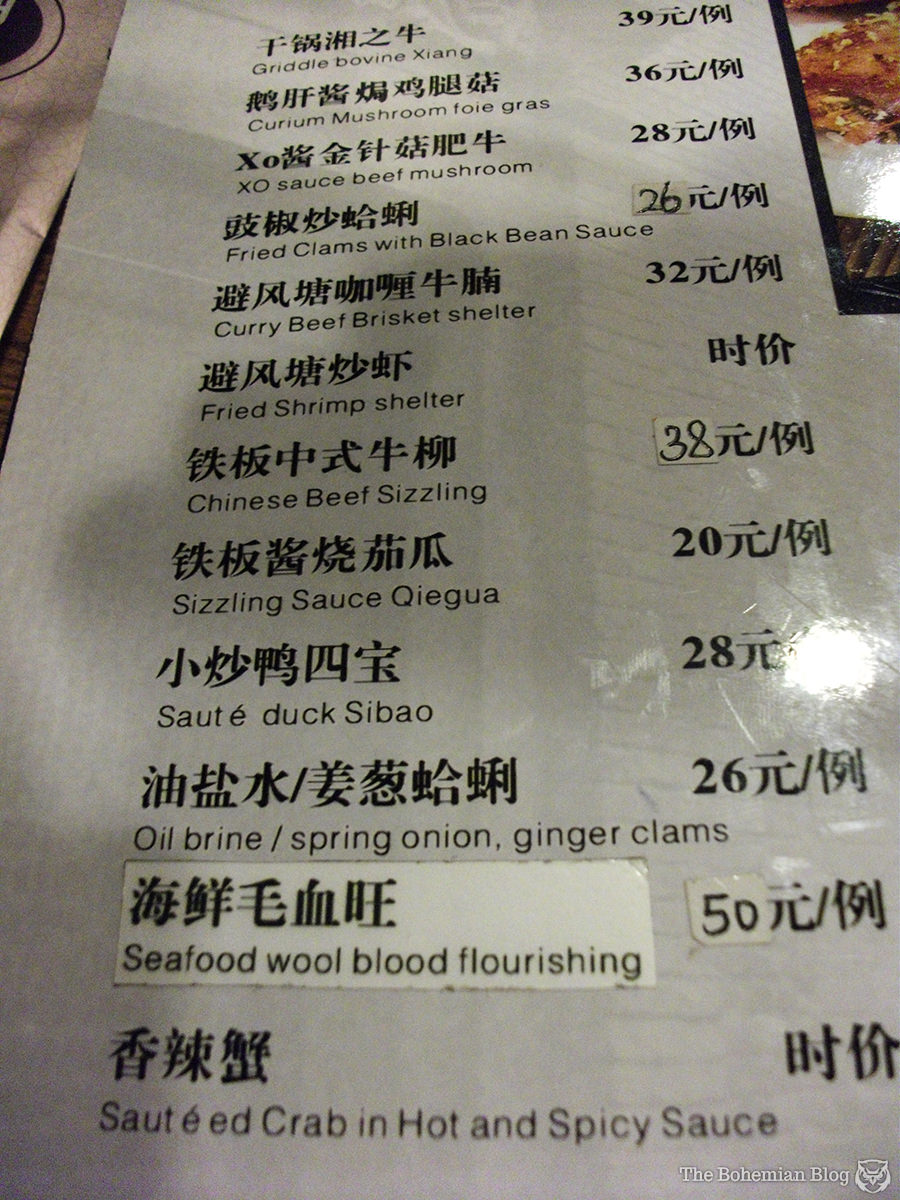 干锅湘之牛 39元/例
Griddle bovine Xiang
鹅肝酱焗鸡腿菇 36元/例
Curium Mushroom foie gras
Xo酱金针菇肥牛 28元/例
XO sauce beef mushroom
豉椒炒蛤蜊 26元/例
Fried Clams with Black Bean Sauce
避风塘咖喱牛腩 32元/例
Curry Beef Brisket shelter
避风塘炒虾 时价
Fried Shrimp shelter
铁板中式牛柳 38元/例
Chinese Beef Sizzling
铁板酱烧茄瓜 20元/例
Sizzling Sauce Qiegua
小炒鸭四宝 28元
Sauté duck Sibao
油盐水/姜葱蛤蜊 26元/例
Oil brine / spring onion, ginger clams
海鲜毛血旺 50元/例
Seafood wool blood flourishing
香辣蟹 时价
Sautéed Crab in Hot and Spicy Sauce
The Bohemian Blog